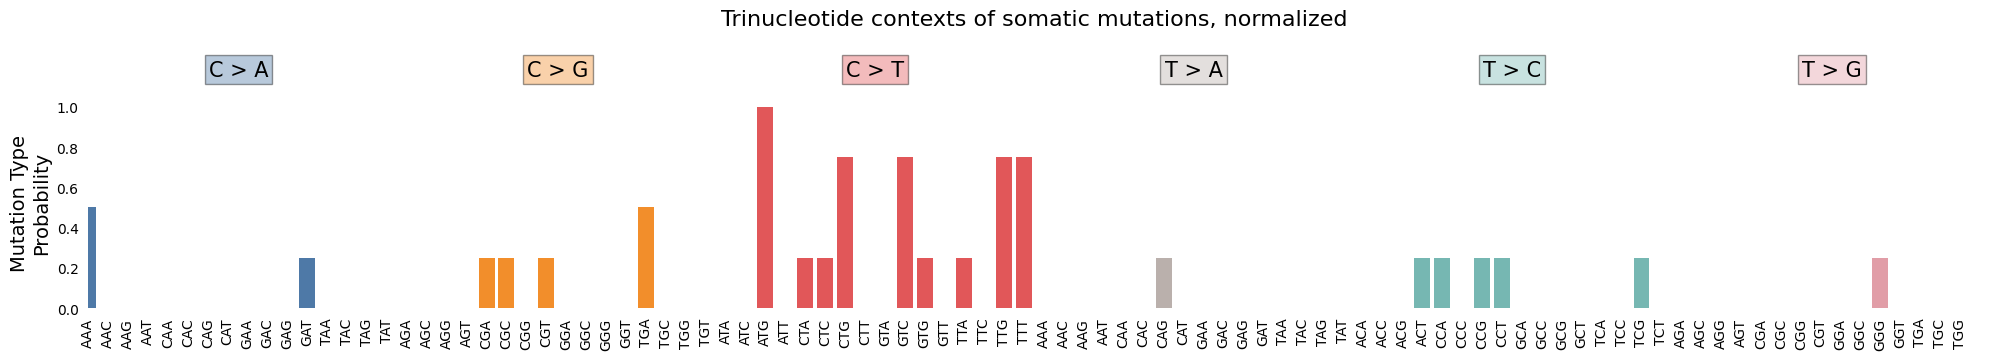 Trinucleotide contexts of somatic mutations, normalized
C > A C > G C > T T > A T > C T > G
Mutation Type
Probability
1.0
0.8
0.6
0.4
0.2
0.0
AAA AAC AAG AAT CAA CAC CAG CAT GAA GAC GAG GAT TAA TAC TAG TAT AGA AGC AGG AGT CGA CGC CGG CGT GGA GGC GGG GGT TGA TGC TGG TGT ATA ATC ATG ATT CTA CTC CTG CTT GTA GTC GTG GTT TTA TTC TTG TTT AAA AAC AAG AAT CAA CAC CAG CAT GAA GAC GAG GAT TAA TAC TAG TAT ACA ACC ACG ACT CCA CCC CCG CCT GCA GCC GCG GCT TCA TCC TCG TCT AGA AGC AGG AGT CGA CGC CGG CGT GGA GGC GGG GGT TGA TGC TGG